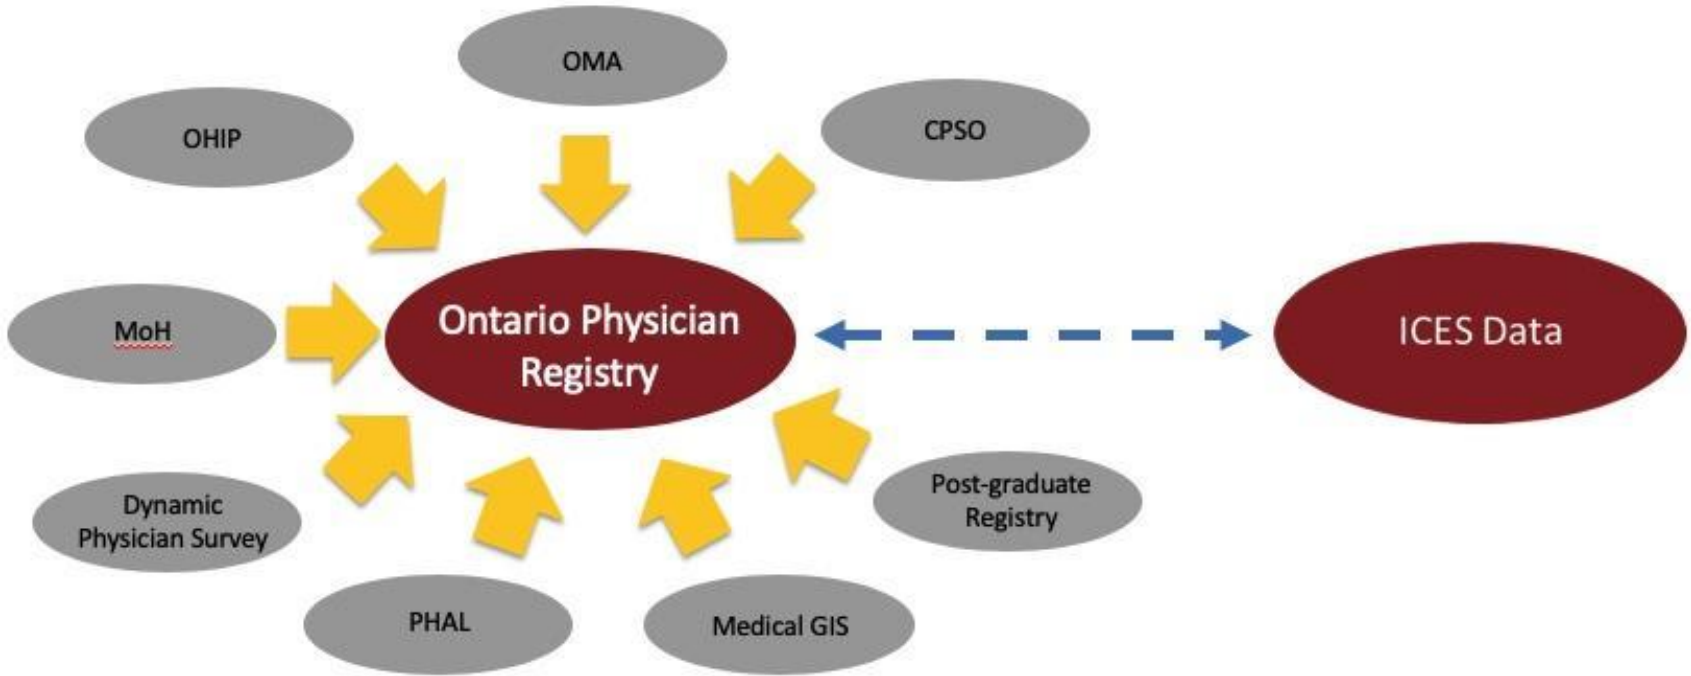 OMA
OHIP
CPSO
MoH
Ontario Physician
Registry
ICES Data
Dynamic
Physician Survey
Post-graduate
Registry
PHAL
Medical GIS